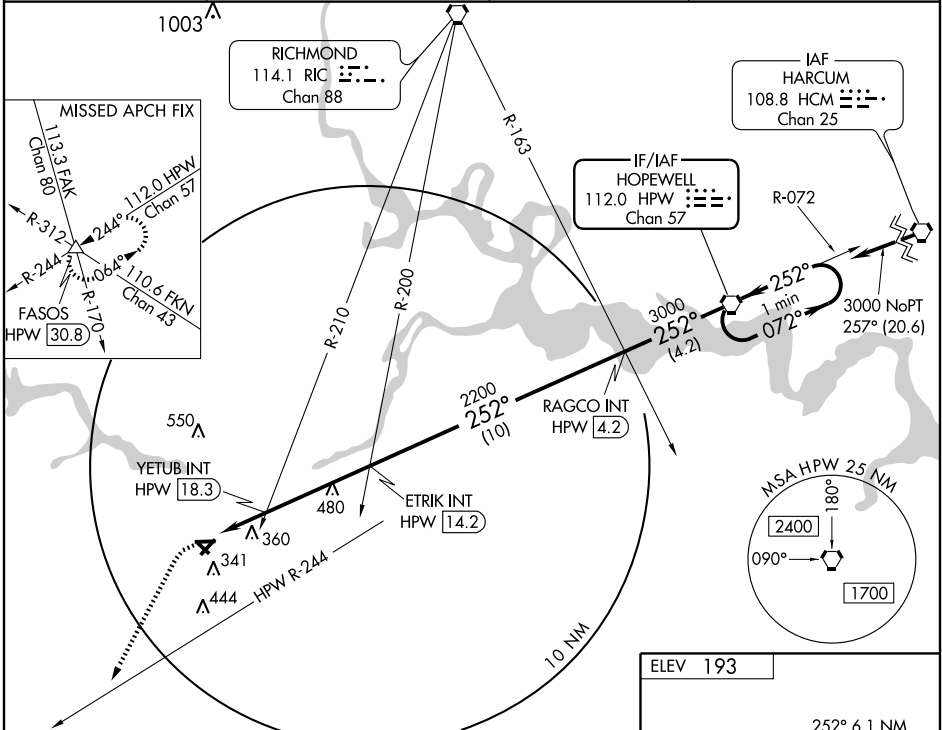 1003
RICHMOND
114.1 RIC
Chan 88
IAF
HARCUM
108.8 HCM
Chan 25
MISSED APCH FIX
113.3 FAK
Chan 80
112.0 HPW
Chan 57
244°
R-312
R-244
064°
110.6 FKN
Chan 43
R-170
FASOS
HPW 30.8
R-163
IF/IAF
HOPEWELL
112.0 HPW
Chan 57
R-072
252°
1 min
072°
3000 NoPT
257° (20.6)
R-210
R-200
3000
252°
(4.2)
2200
252°
(10)
RAGCO INT
HPW 4.2
550
YETUB INT
HPW 18.3
480
ETRIK INT
HPW 14.2
360
341
444
HPW R-244
10 NM
MSA HPW 25 NM
180°
2400
090°
1700
ELEV 193
252° 6.1 NM